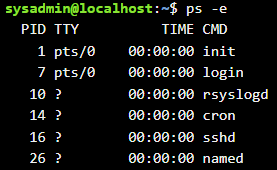 sysadmin@localhost:~$ ps -e
PID TTY TIME CMD
1 pts/0 00:00:00 init
7 pts/0 00:00:00 login
10 ? 00:00:00 rsyslogd
14 ? 00:00:00 cron
16 ? 00:00:00 sshd
26 ? 00:00:00 named